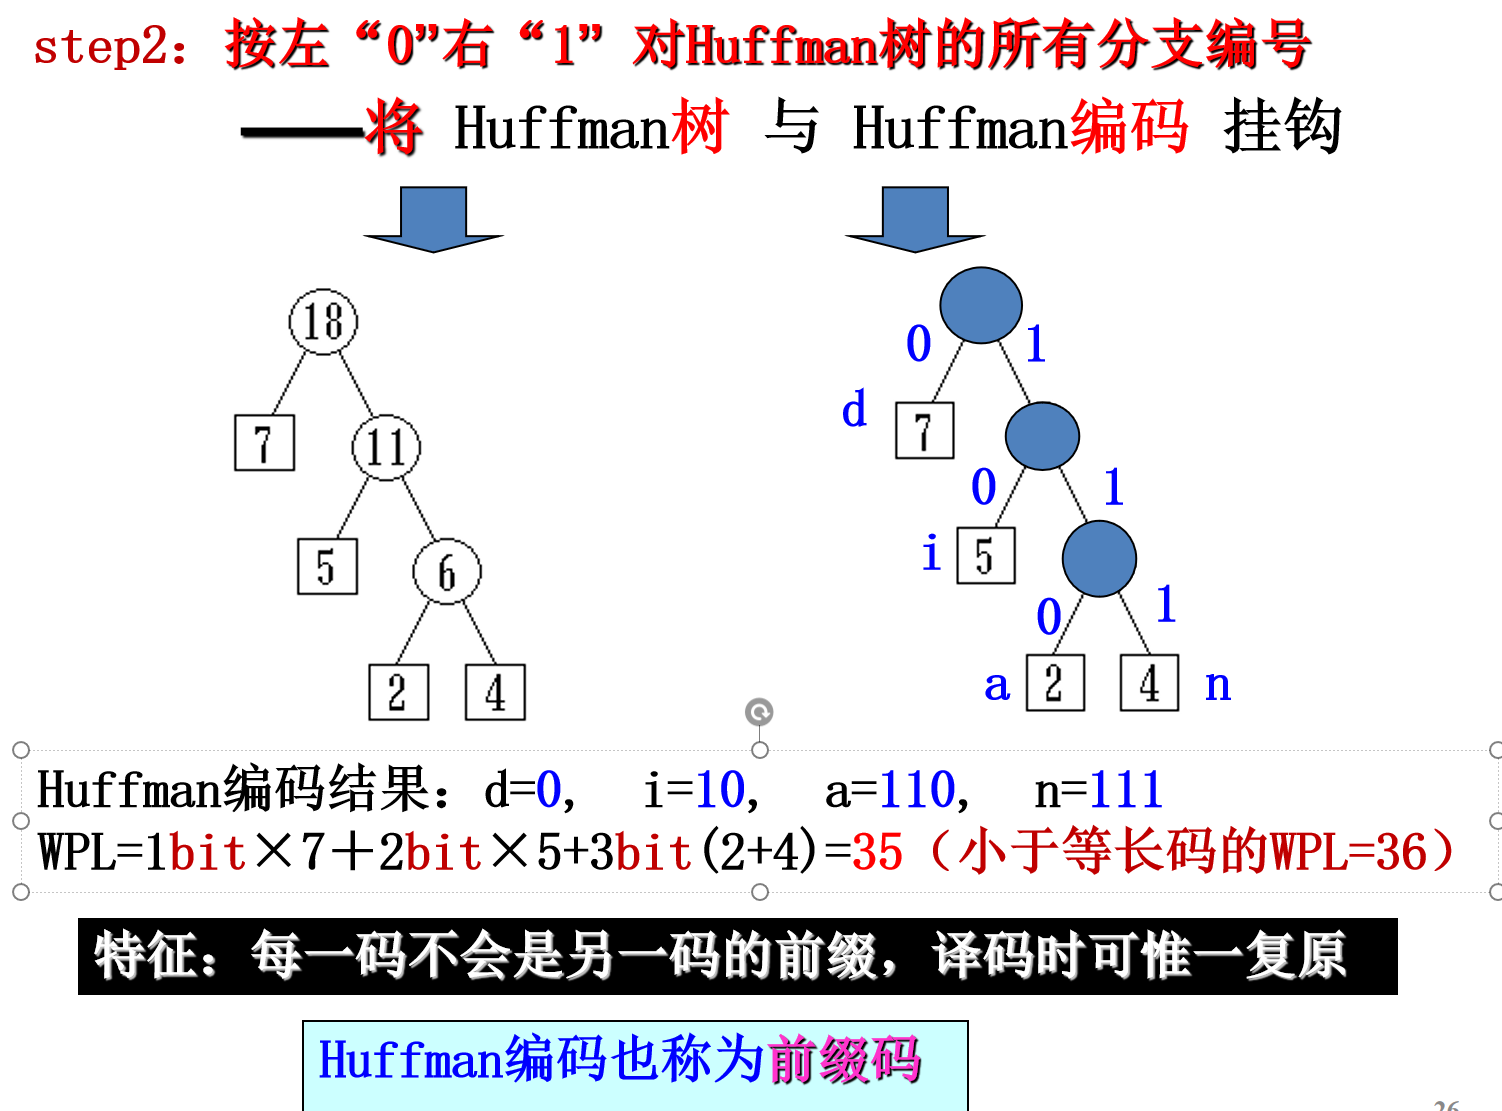 step2：按左“0”右“1” 对Huffman树的所有分支编号
——将 Huffman树 与 Huffman编码 挂钩
18
7 11
5 6
2 4
0 1
d 7
0 1
i 5
0 1
a 2 4 n
Huffman编码结果：d=0, i=10, a=110, n=111
WPL=1bit×7＋2bit×5+3bit(2+4)=35（小于等长码的WPL=36）
特征：每一码不会是另一码的前缀，译码时可惟一复原
Huffman编码也称为前缀码